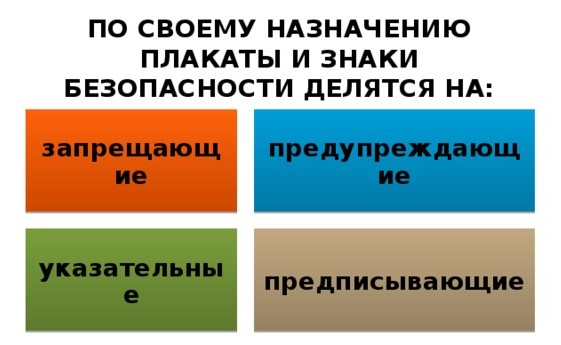 ПО СВОЕМУ НАЗНАЧЕНИЮ
ПЛАКАТЫ И ЗНАКИ
БЕЗОПАСНОСТИ ДЕЛЯТСЯ НА:
запрещающ
ие
предупреждающ
ие
указательны
е
предписывающие